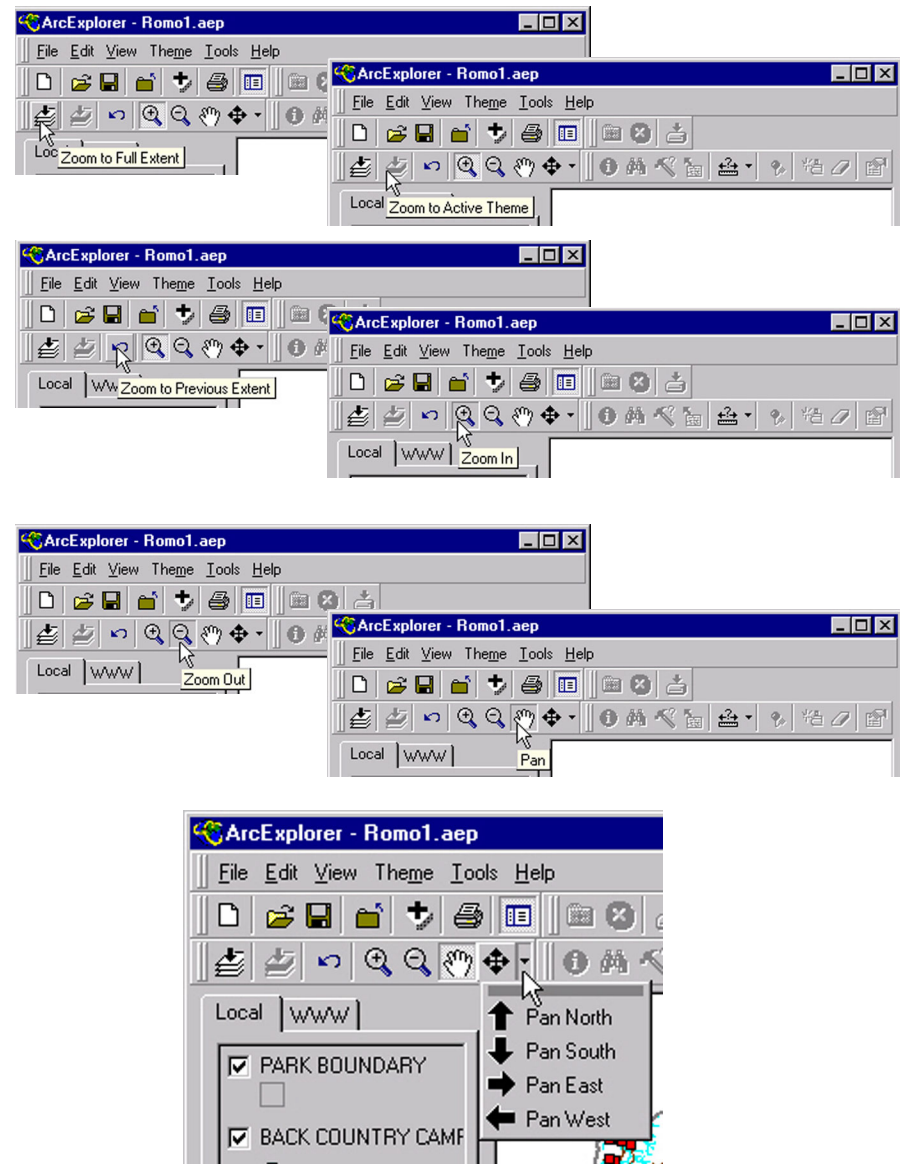 ArcExplorer - Romo1.aep
File Edit View Theme Tools Help
Zoom to Full Extent
ArcExplorer - Romo1.aep
File Edit View Theme Tools Help
Local
Zoom to Active Theme
ArcExplorer - Romo1.aep
File Edit View Theme Tools Help
Local
Zoom to Previous Extent
ArcExplorer - Romo1.aep
File Edit View Theme Tools Help
Local WWW
Zoom In
ArcExplorer - Romo1.aep
File Edit View Theme Tools Help
Local WWW
Zoom Out
ArcExplorer - Romo1.aep
File Edit View Theme Tools Help
Local WWW
Pan
ArcExplorer - Romo1.aep
File Edit View Theme Tools Help
Local WWW
Pan North
Pan South
Pan East
Pan West
PARK BOUNDARY
BACK COUNTRY CAMP